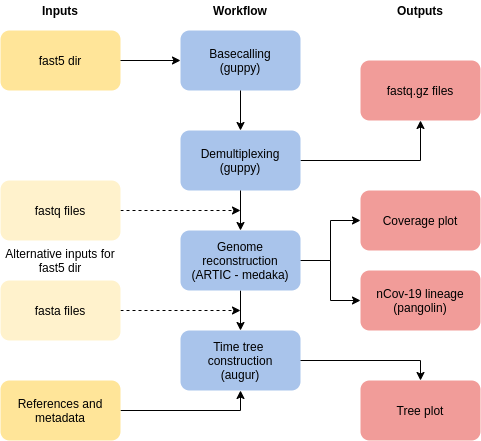 Inputs
Workflow
Outputs
fast5 dir
Basecalling
(guppy)
fastq.gz files
Demultiplexing
(guppy)
fastq files
Alternative inputs for
fast5 dir
fasta files
Genome
reconstruction
(ARTIC - medaka)
Coverage plot
nCov-19 lineage
(pangolin)
Time tree
construction
(augur)
References and
metadata
Tree plot